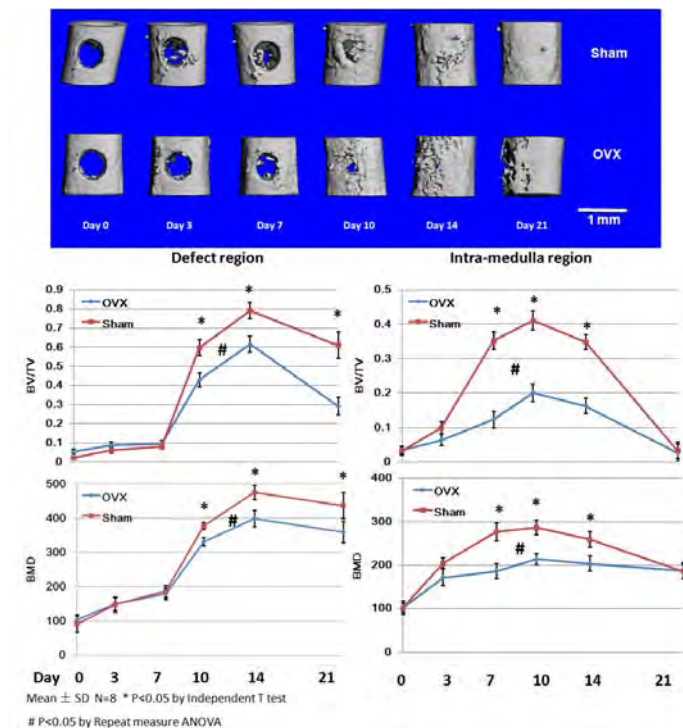 Sham
OVX
Day 0 Day 3 Day 7 Day 10 Day 14 Day 21
1 mm
Defect region Intra-medulla region
0.9
0.8
0.7
0.6
0.5
0.4
0.3
0.2
0.1
0
BV/TV
OVX
Sham
* * *
#
0.5
0.4
0.3
0.2
0.1
0
BV/TV
OVX
Sham
* * *
#
500
400
300
200
100
0
BMD
OVX
Sham
* * *
#
400
300
200
100
0
BMD
OVX
Sham
* * *
#
Day 0 3 7 10 14 21 0 3 7 10 14 21
Mean ± SD N=8 * P<0.05 by Independent T test
# P<0.05 by Repeat measure ANOVA